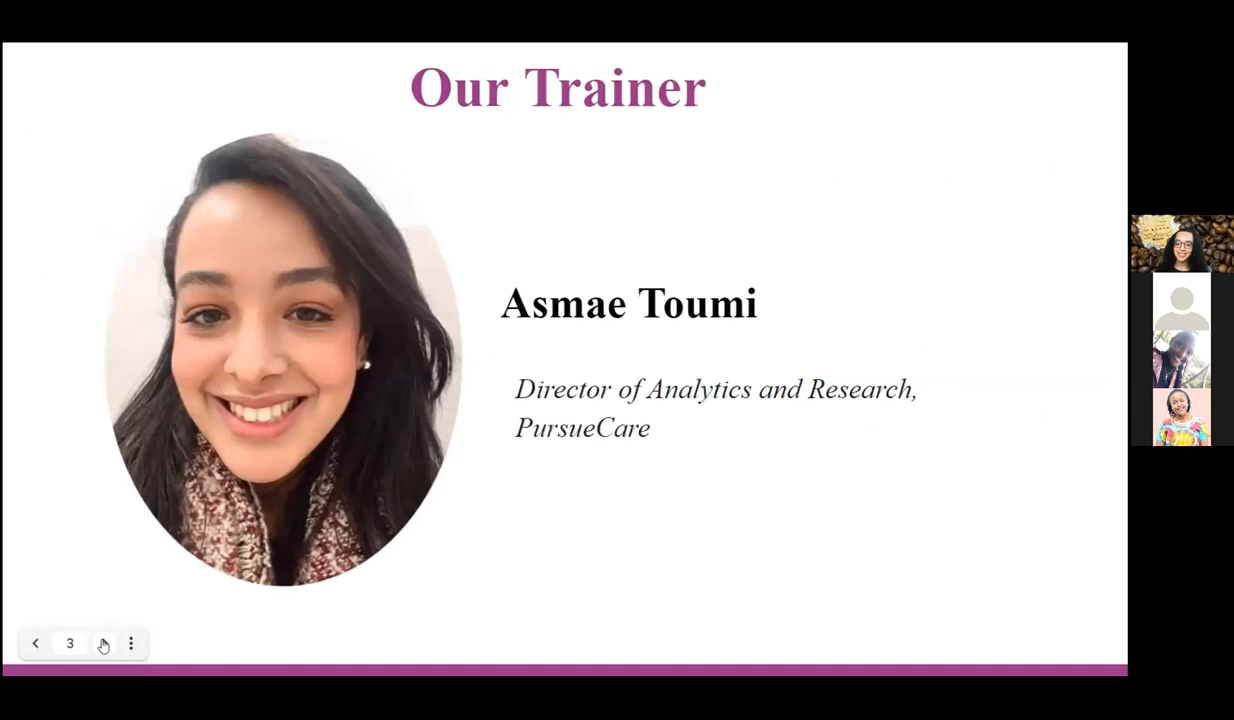 Our Trainer
Asmae Toumi
Director of Analytics and Research,
PursueCare
3